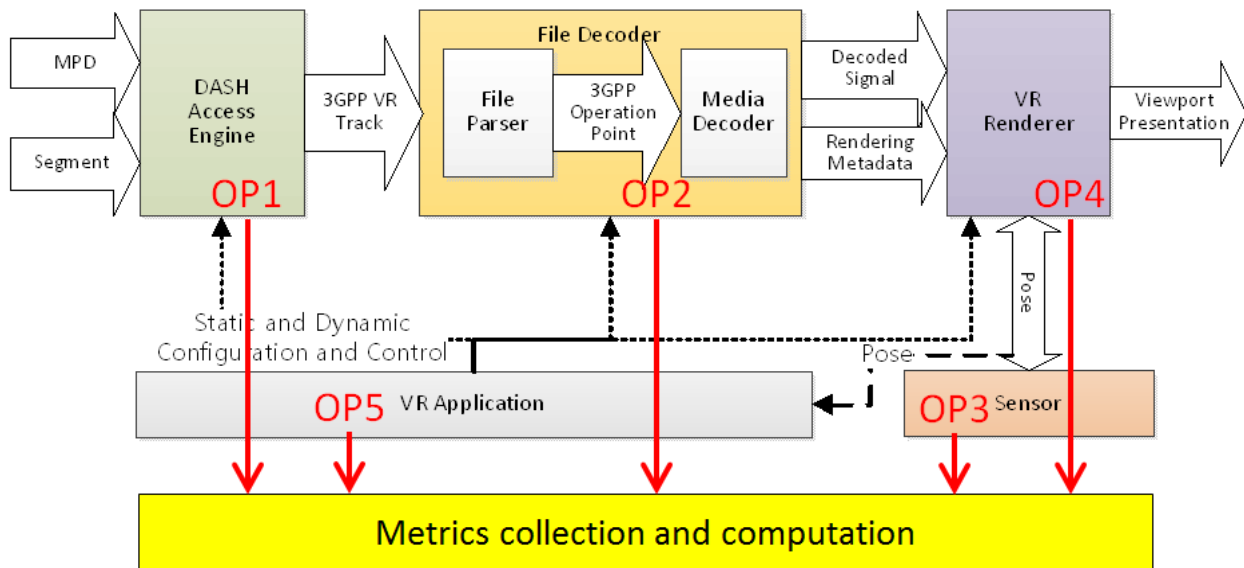 MPD
Segment
DASH
Access
Engine
OP1
3GPP VR
Track
File Decoder
File
Parser
3GPP
Operation
Point
Media
Decoder
OP2
Decoded
Signal
Rendering
Metadata
VR
Renderer
OP4
Viewport
Presentation
Static and Dynamic
Configuration and Control
Pose
Pose
OP5
VR Application
OP3
Sensor
Metrics collection and computation